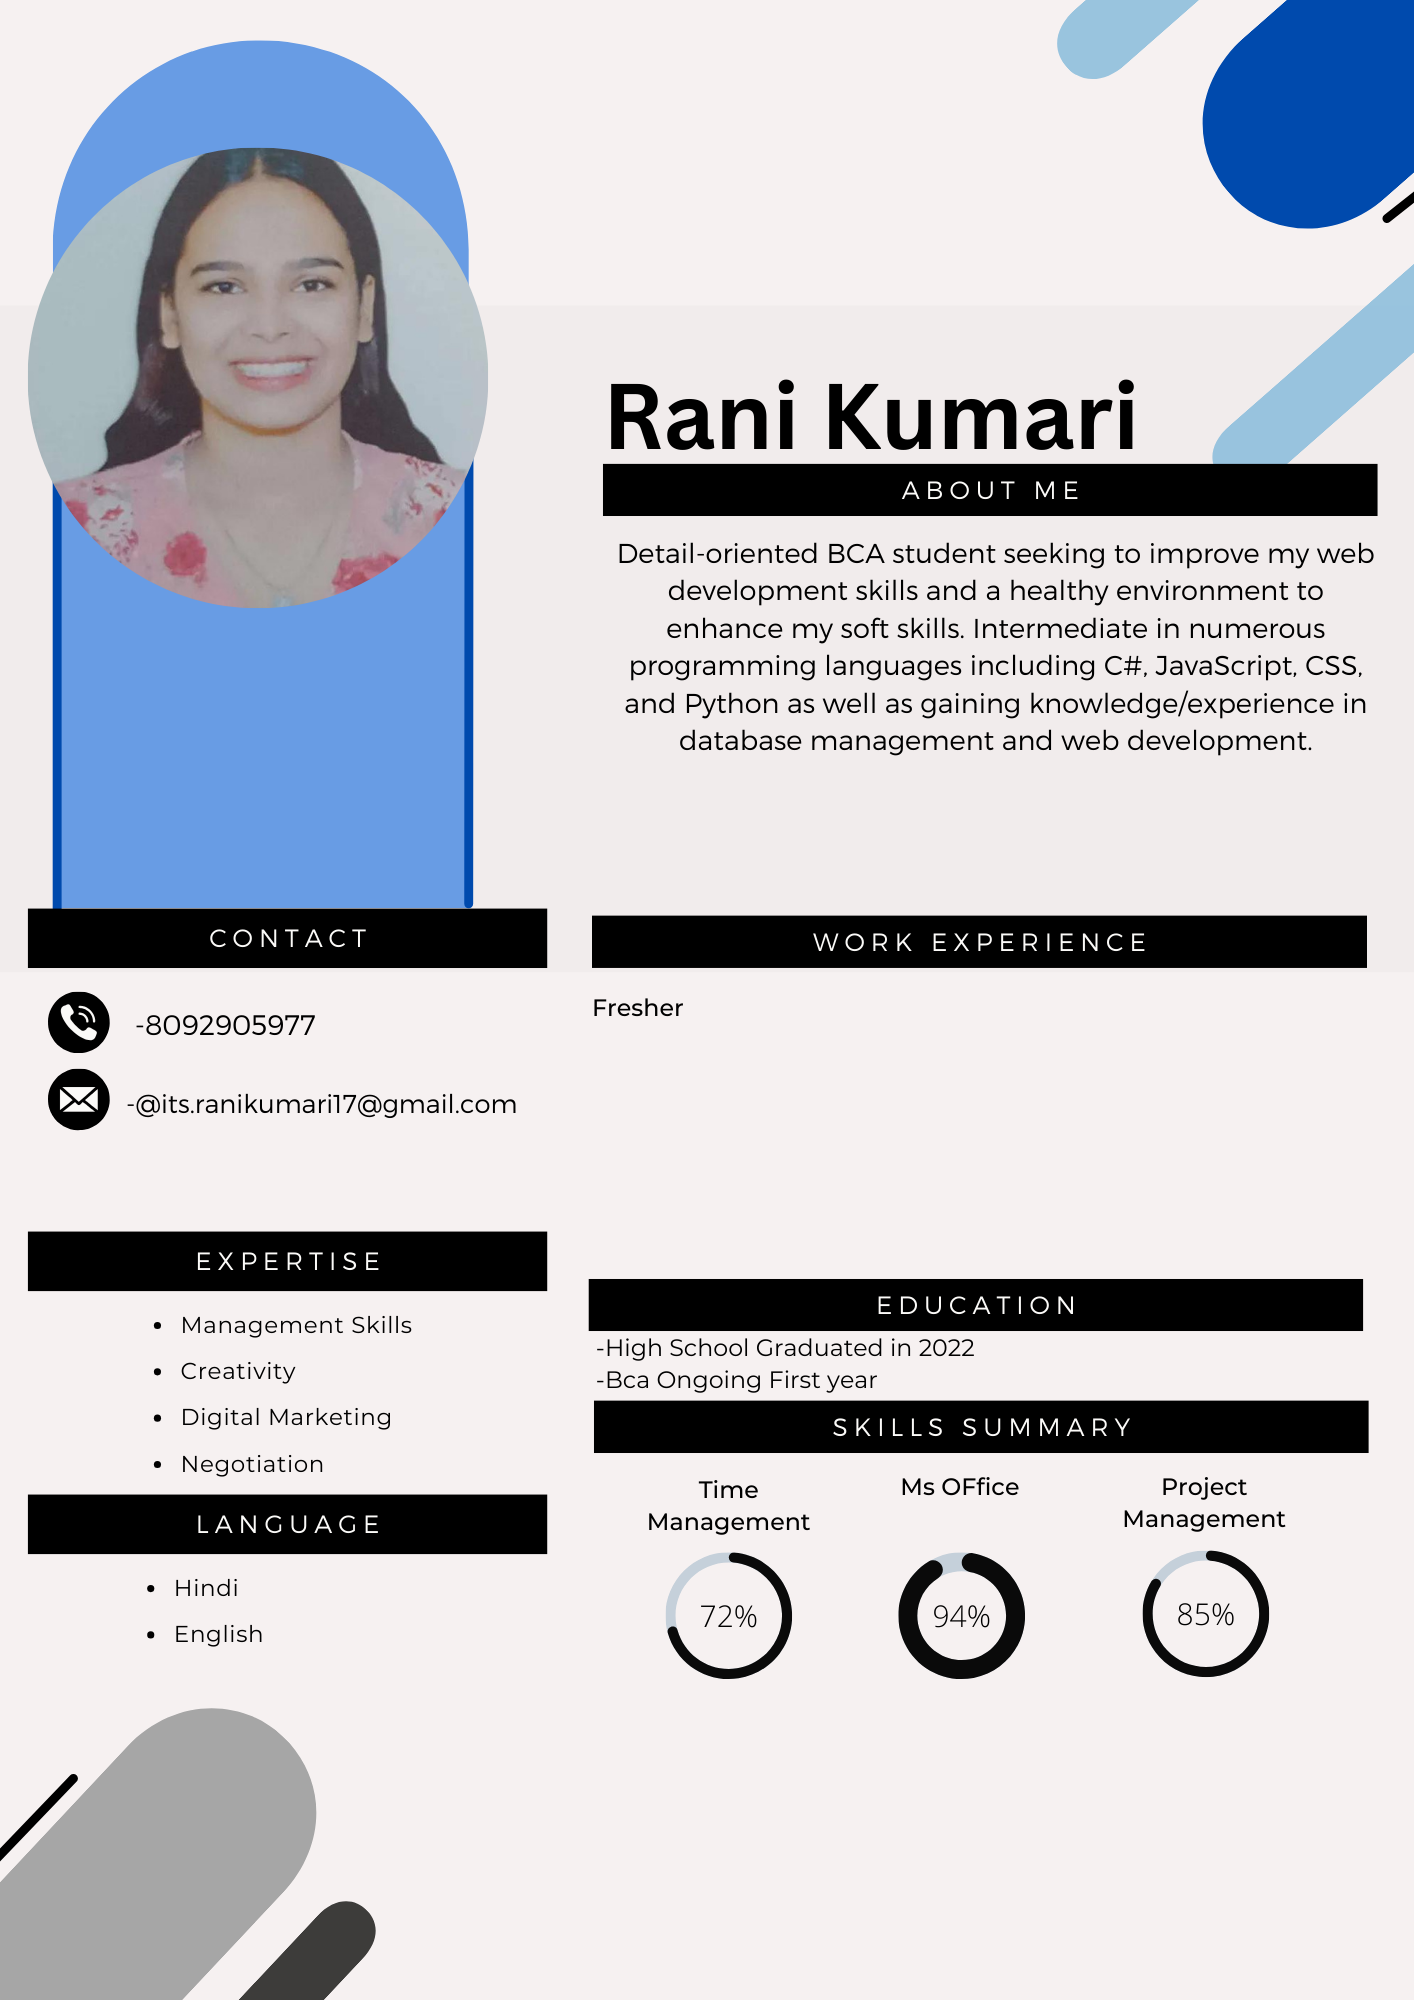 Rani Kumari
ABOUT ME
Detail-oriented BCA student seeking to improve my web
development skills and a healthy environment to
enhance my soft skills. Intermediate in numerous
programming languages including C#, JavaScript, CSS,
and Python as well as gaining knowledge/experience in
database management and web development.
CONTACT
-8092905977
-@its.ranikumari17@gmail.com
EXPERTISE
Management Skills
Creativity
Digital Marketing
Negotiation
LANGUAGE
Hindi
English
WORK EXPERIENCE
Fresher
EDUCATION
-High School Graduated in 2022
-Bca Ongoing First year
SKILLS SUMMARY
Time
Management
72%
Ms OFfice
94%
Project
Management
85%